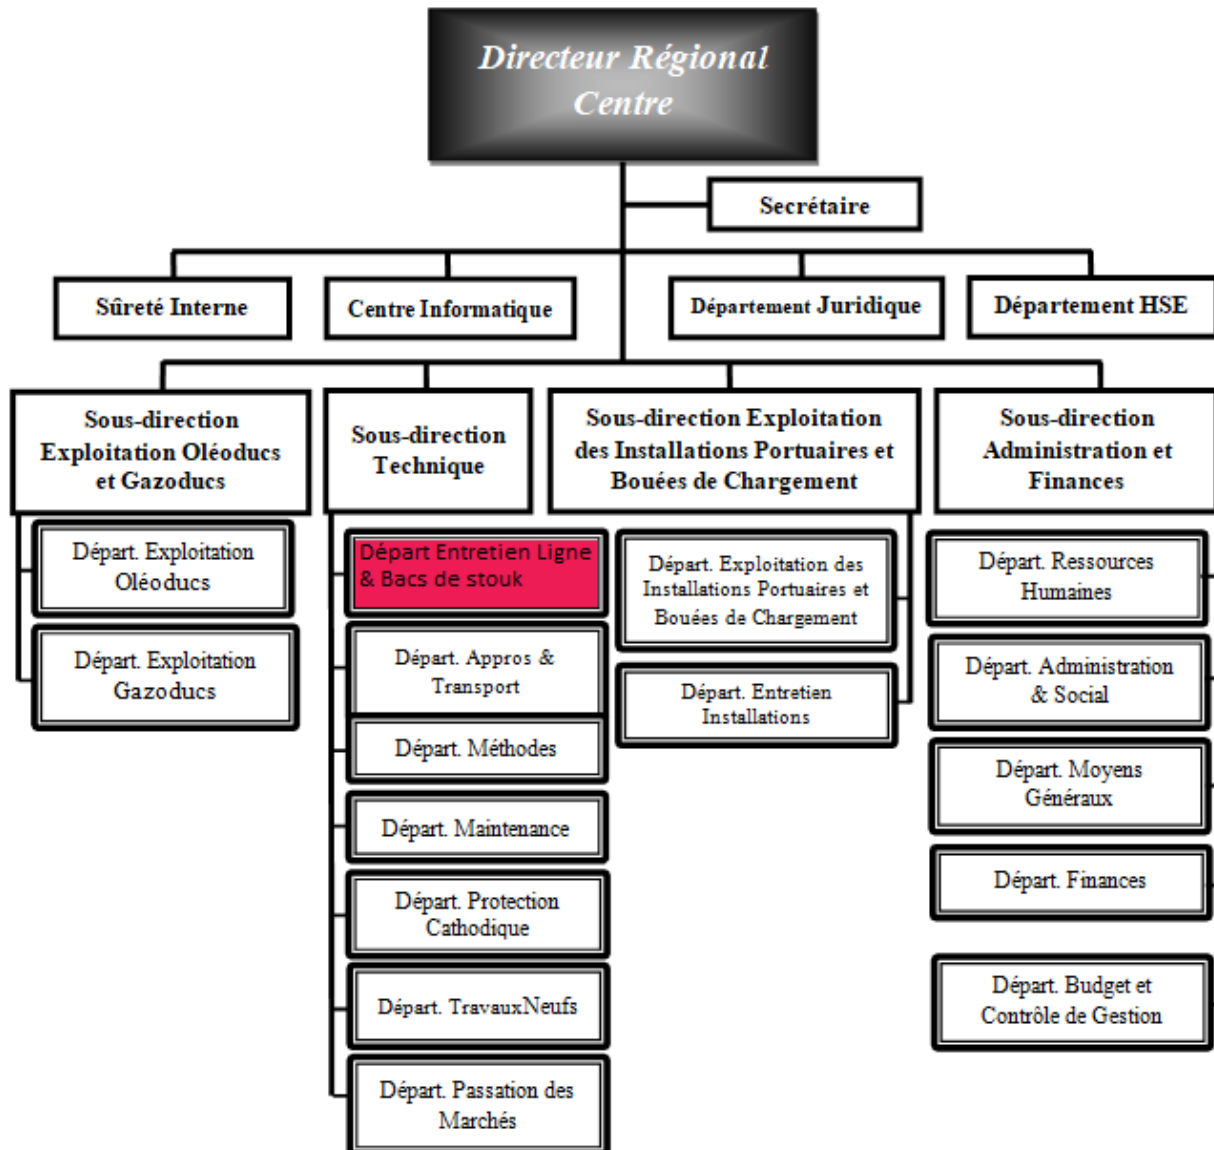 Directeur Régional
Centre
Secrétaire
Sûreté Interne
Centre Informatique
Département Juridique
Département HSE
Sous-direction
Exploitation Oléoducs
et Gazoducs
Sous-direction
Technique
Sous-direction Exploitation
des Installations Portuaires et
Bouées de Chargement
Sous-direction
Administration et
Finances
Départ. Exploitation
Oléoducs
Départ. Exploitation
Gazoducs
Départ Entretien Ligne
& Bacs de stouk
Départ. Appros &
Transport
Départ. Méthodes
Départ. Maintenance
Départ. Protection
Cathodique
Départ. TravauxNeufs
Départ. Passation des
Marchés
Départ. Exploitation des
Installations Portuaires et
Bouées de Chargement
Départ. Entretien
Installations
Départ. Ressources
Humaines
Départ. Administration
& Social
Départ. Moyens
Généraux
Départ. Finances
Départ. Budget et
Contrôle de Gestion